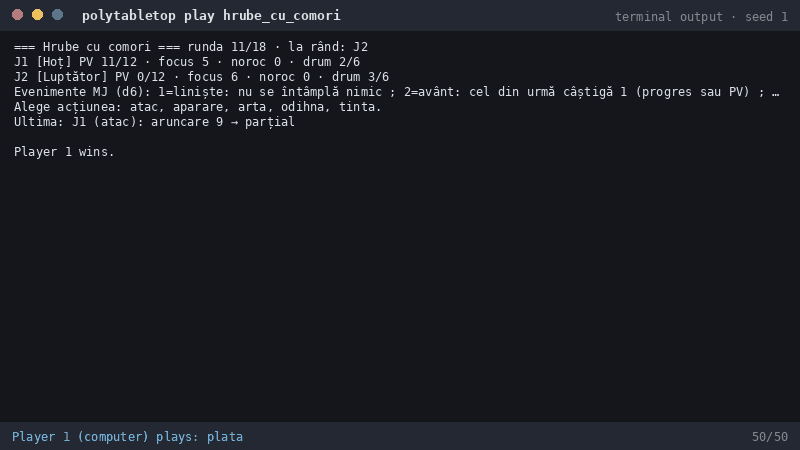 polytabletop play hrube_cu_comori
terminal output · seed 1
=== Hrube cu comori === runda 11/18 · la rând: J2
J1 [Hoț] PV 11/12 · focus 5 · noroc 0 · drum 2/6
J2 [Luptător] PV 0/12 · focus 6 · noroc 0 · drum 3/6
Evenimente MJ (d6): 1=liniște: nu se întâmplă nimic ; 2=avânt: cel din urmă câștigă 1 (progres sau PV) ; …
Alege acțiunea: atac, aparare, arta, odihna, tinta.
Ultima: J1 (atac): aruncare 9 → parțial
Player 1 wins.
Player 1 (computer) plays: plata
50/50